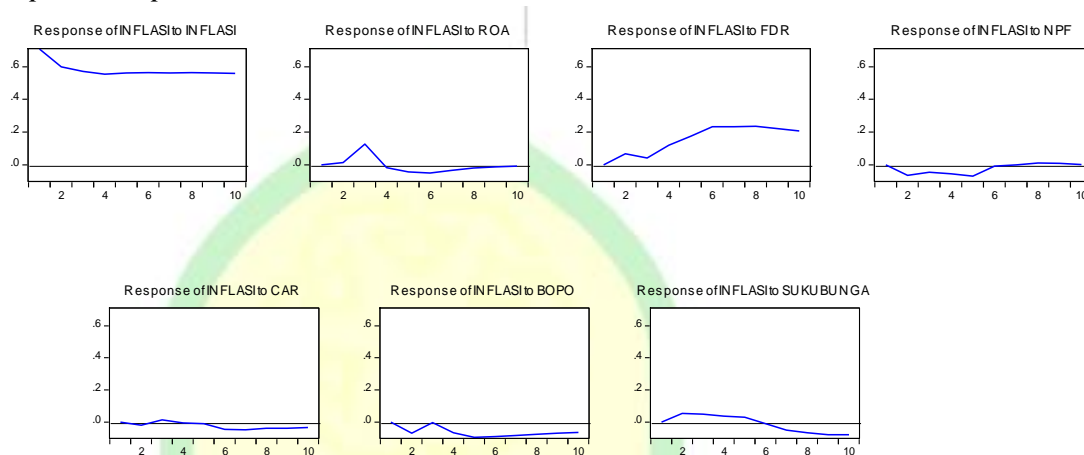 Response of INFLASI to INFLASI
Response of INFLASI to ROA
Response of INFLASI to FDR
Response of INFLASI to NPF
.6 .6 .6 .6
.4 .4 .4 .4
.2 .2 .2 .2
.0 .0 .0 .0
2 4 6 8 10 2 4 6 8 10 2 4 6 8 10 2 4 6 8 10
Response of INFLASI to CAR
Response of INFLASI to BOPO
Response of INFLASI to SUKUBUNGA
.6 .6 .6
.4 .4 .4
.2 .2 .2
.0 .0 .0
2 4 6 8 10 2 4 6 8 10 2 4 6 8 10